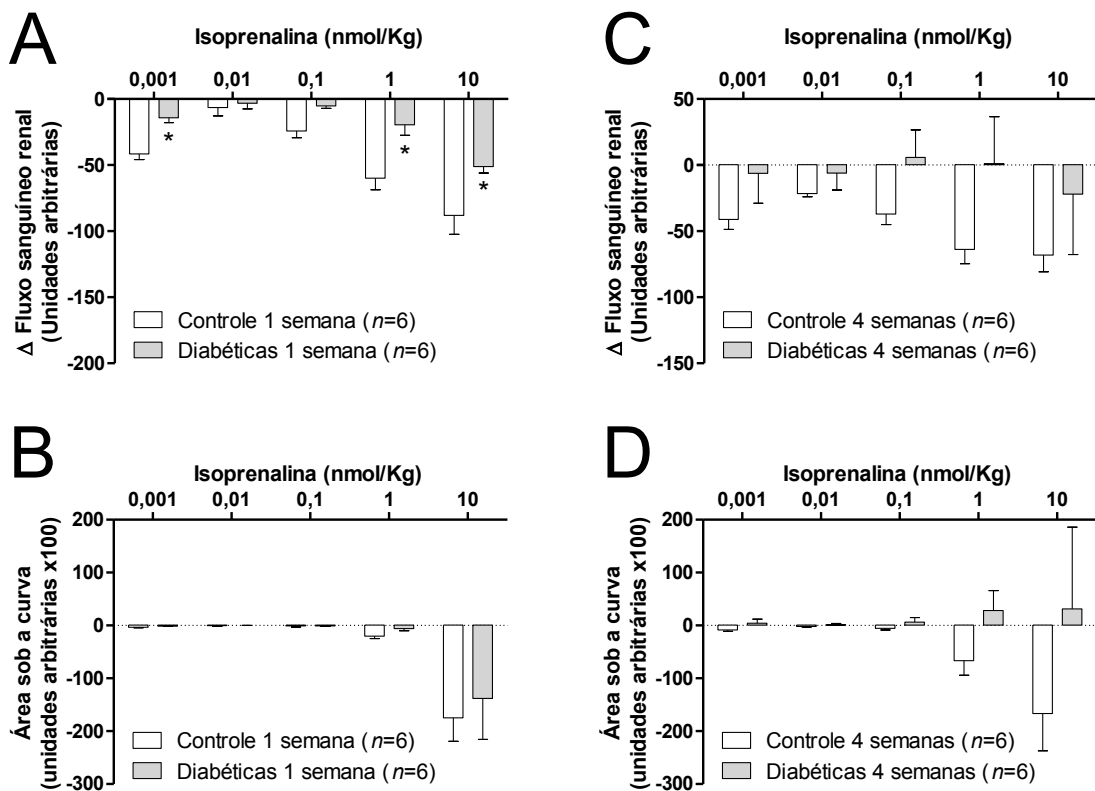 A
Isoprenalina (nmol/Kg)
0,001 0,01 0,1 1 10
0
-50
-100
-150
-200
Δ Fluxo sanguíneo renal
(Unidades arbitrárias)
* * *
Controle 1 semana (n=6)
Diabéticas 1 semana (n=6)
C
Isoprenalina (nmol/Kg)
0,001 0,01 0,1 1 10
50
0
-50
-100
-150
Δ Fluxo sanguíneo renal
(Unidades arbitrárias)
Controle 4 semanas (n=6)
Diabéticas 4 semanas (n=6)
B
Isoprenalina (nmol/Kg)
0,001 0,01 0,1 1 10
200
100
0
-100
-200
-300
Área sob a curva
(unidades arbitrárias x100)
Controle 1 semana (n=6)
Diabéticas 1 semana (n=6)
D
Isoprenalina (nmol/Kg)
0,001 0,01 0,1 1 10
200
100
0
-100
-200
-300
Área sob a curva
(unidades arbitrárias x100)
Controle 4 semanas (n=6)
Diabéticas 4 semanas (n=6)